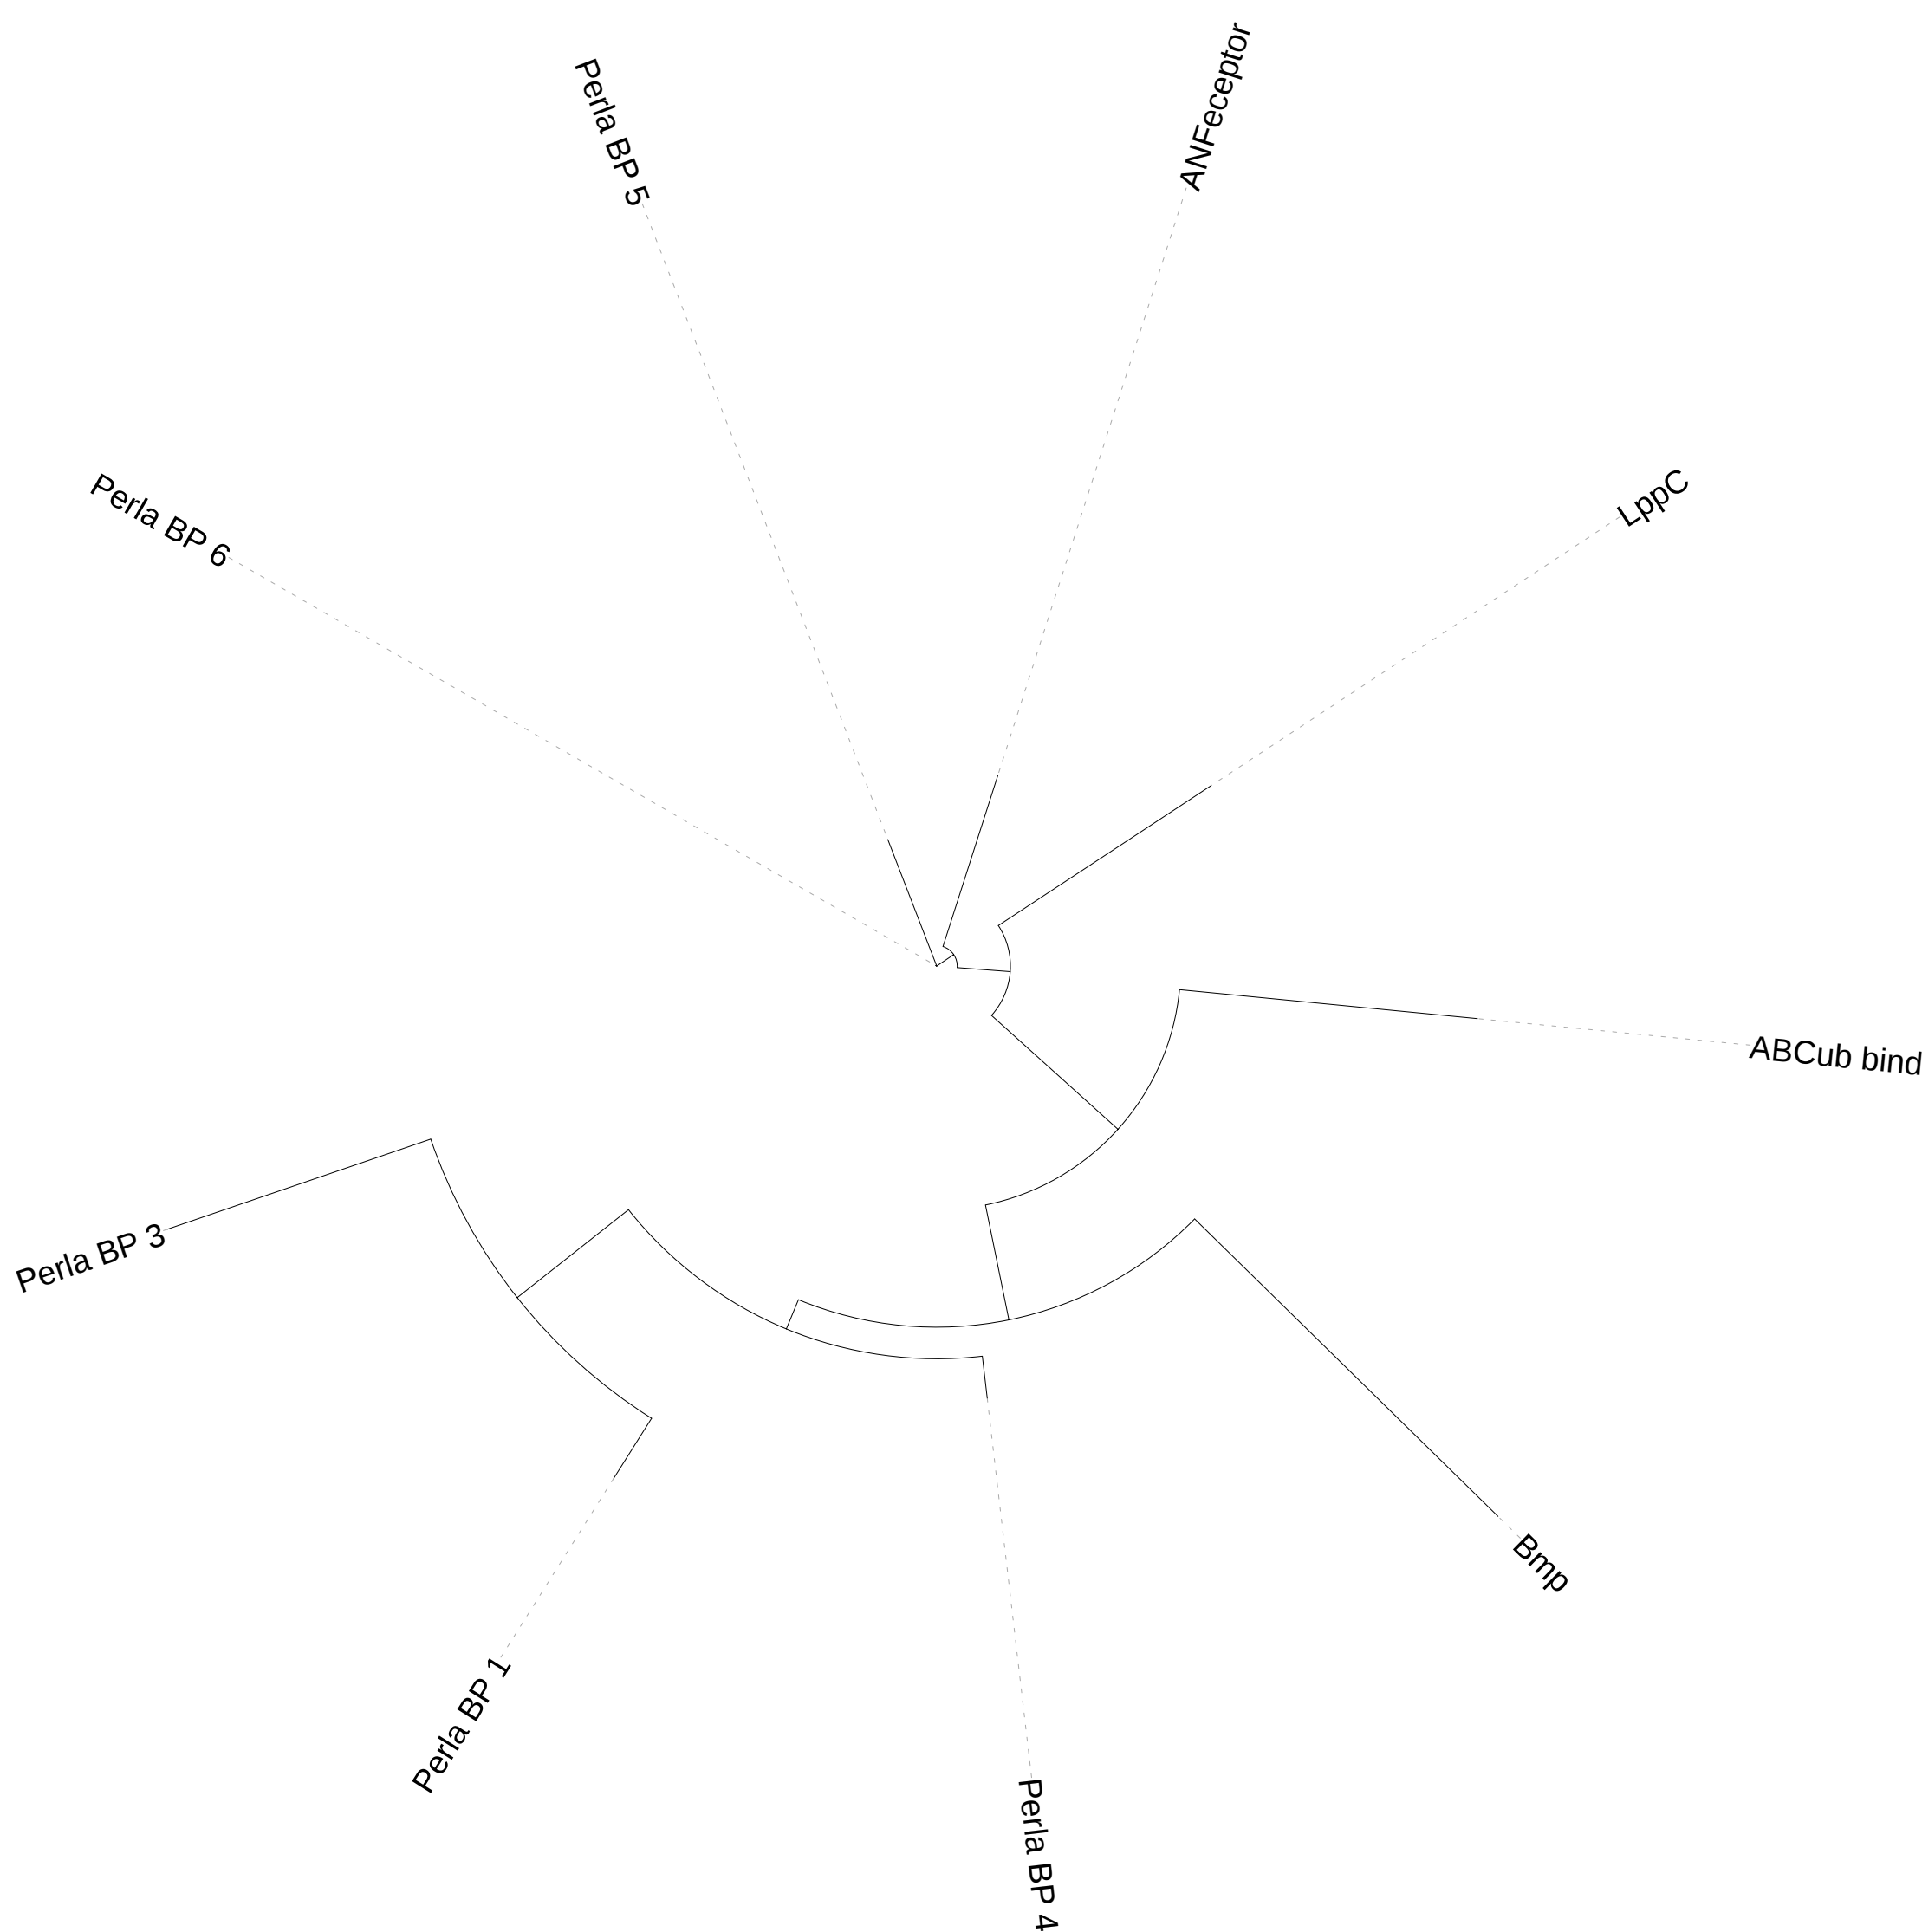 ANFeceptor
Perla BP 5
LppC
Perla BP 6
ABCub bind
Perla BP 3
Bmp
Perla BP 1
Perla BP 4